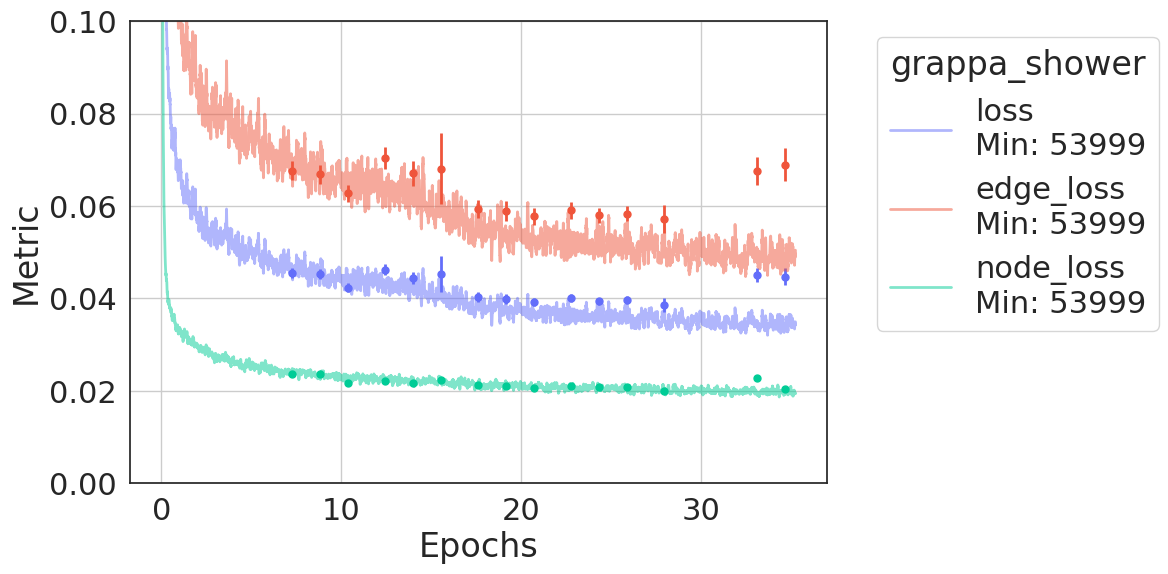 0.10
0.08
0.06
0.04
0.02
0.00
Metric
0
10
20
30
Epochs
grappa_shower
loss
Min: 53999
edge_loss
Min: 53999
node_loss
Min: 53999